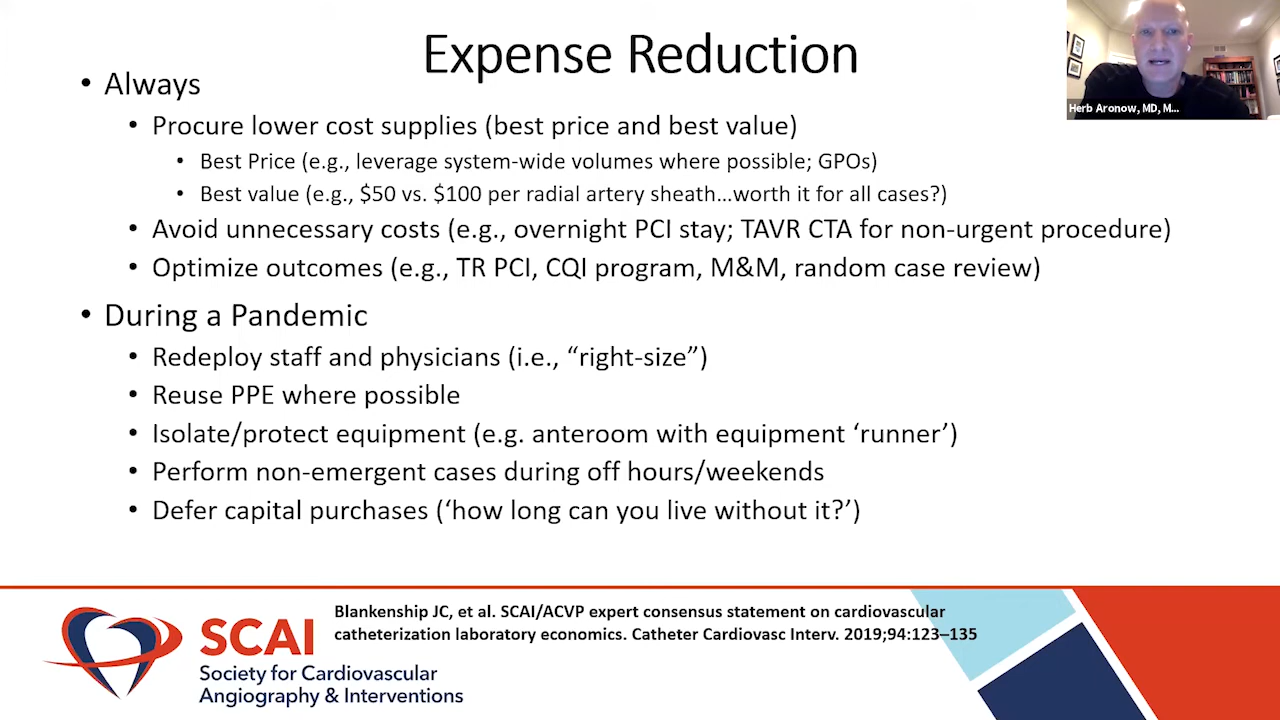 Expense Reduction
• Always
• Procure lower cost supplies (best price and best value)
• Best Price (e.g., leverage system-wide volumes where possible; GPOs)
• Best value (e.g., $50 vs. $100 per radial artery sheath…worth it for all cases?)
• Avoid unnecessary costs (e.g., overnight PCI stay; TAVR CTA for non-urgent procedure)
• Optimize outcomes (e.g., TR PCI, CQI program, M&M, random case review)
• During a Pandemic
• Redeploy staff and physicians (i.e., “right-size”)
• Reuse PPE where possible
• Isolate/protect equipment (e.g. anteroom with equipment ‘runner’)
• Perform non-emergent cases during off hours/weekends
• Defer capital purchases (‘how long can you live without it?’)
Herb Aronow, MD, M...
Blankenship JC, et al. SCAI/ACVP expert consensus statement on cardiovascular
catheterization laboratory economics. Catheter Cardiovasc Interv. 2019;94:123–135
SCAI
Society for Cardiovascular
Angiography & Interventions